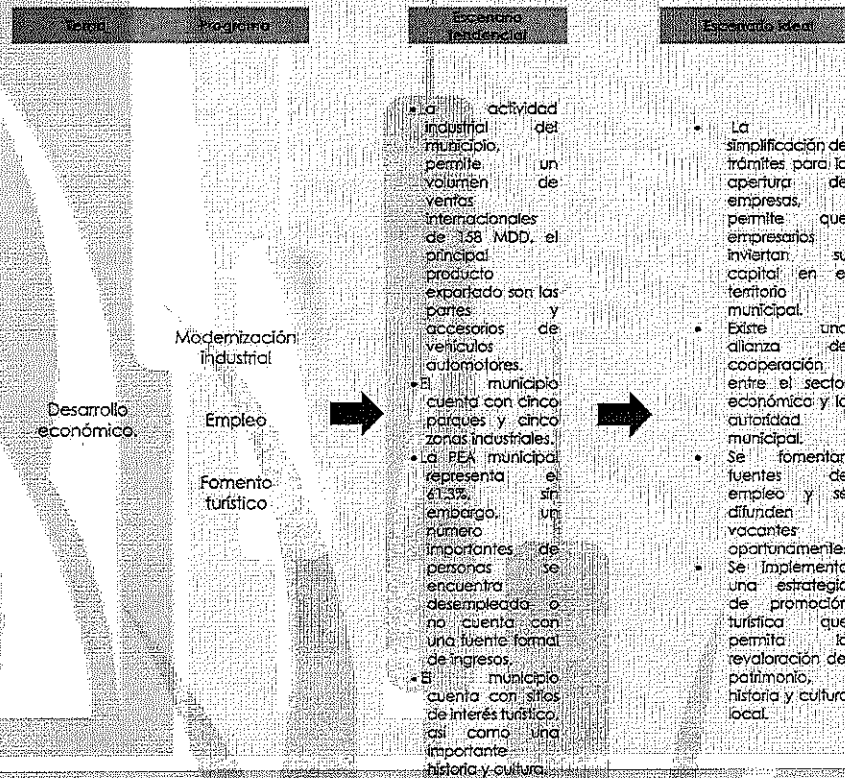 Tema
Programa
Escenario
tendencial
Escenario ideal
Desarrollo
económico.
Modernización
industrial
Empleo
Fomento
turístico
• La actividad
industrial del
municipio,
permite un
volumen de
ventas
internacionales
de 158 MDD, el
principal
producto
exportado son las
partes y
accesorios de
vehículos
automotores.
• El municipio
cuenta con cinco
parques y cinco
zonas industriales.
• La PEA municipal
representa el
61.3%, sin
embargo, un
número
importantes de
personas se
encuentra
desempleada o
no cuenta con
una fuente formal
de ingresos.
• El municipio
cuenta con sitios
de interés turístico,
así como una
importante
historia y cultura.
• La
simplificación de
trámites para la
apertura de
empresas,
permite que
empresarios
inviertan su
capital en el
territorio
municipal.
• Existe una
alianza de
cooperación
entre el sector
económico y la
autoridad
municipal.
• Se fomentan
fuentes de
empleo y se
difunden
vacantes
oportunamente.
• Se implementa
una estrategia
de promoción
turística que
permita la
revaloración del
patrimonio,
historia y cultura
local.